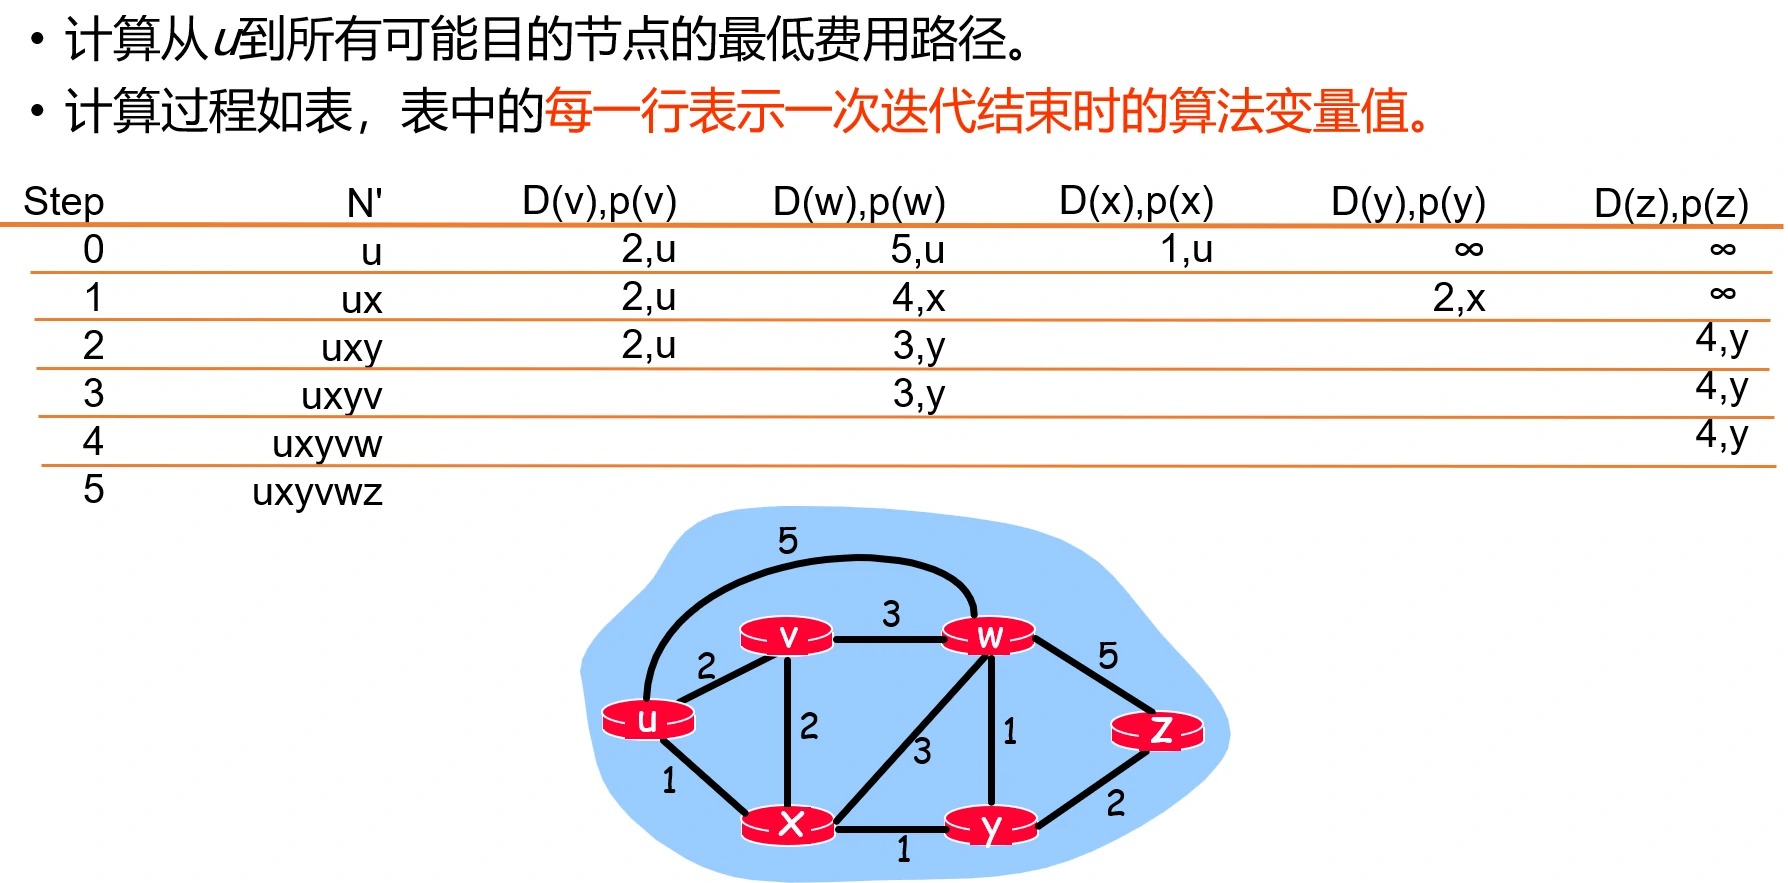 • 计算从u到所有可能目的节点的最低费用路径。
• 计算过程如表，表中的每一行表示一次迭代结束时的算法变量值。
Step N' D(v),p(v) D(w),p(w) D(x),p(x) D(y),p(y) D(z),p(z)
0 u 2,u 5,u 1,u ∞ ∞
1 ux 2,u 4,x 2,x ∞
2 uxy 2,u 3,y 4,y
3 uxyv 3,y 4,y
4 uxyvw 4,y
5 uxyvwz
5
v 3 w
2 5
u 2 3 1 z
1 2
x 1 y